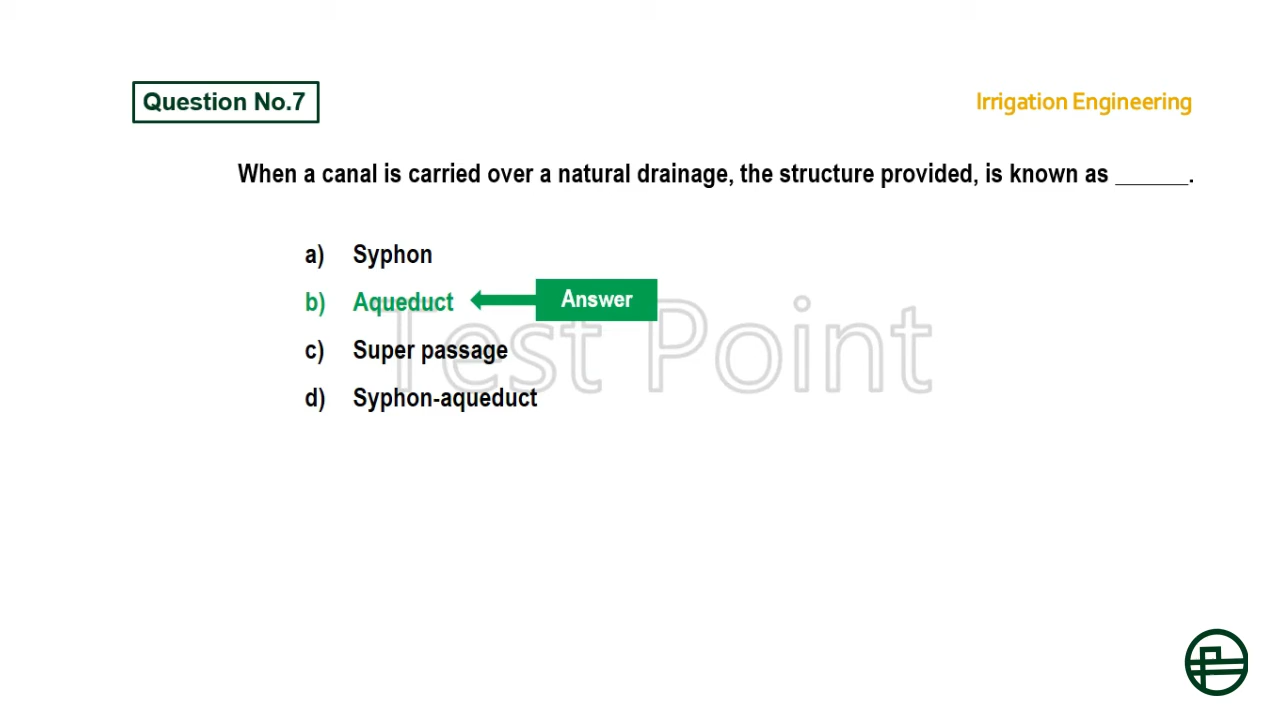 Question No.7
Irrigation Engineering
When a canal is carried over a natural drainage, the structure provided, is known as ______.
a) Syphon
b) Aqueduct
Answer
c) Super passage
d) Syphon-aqueduct
Test Point